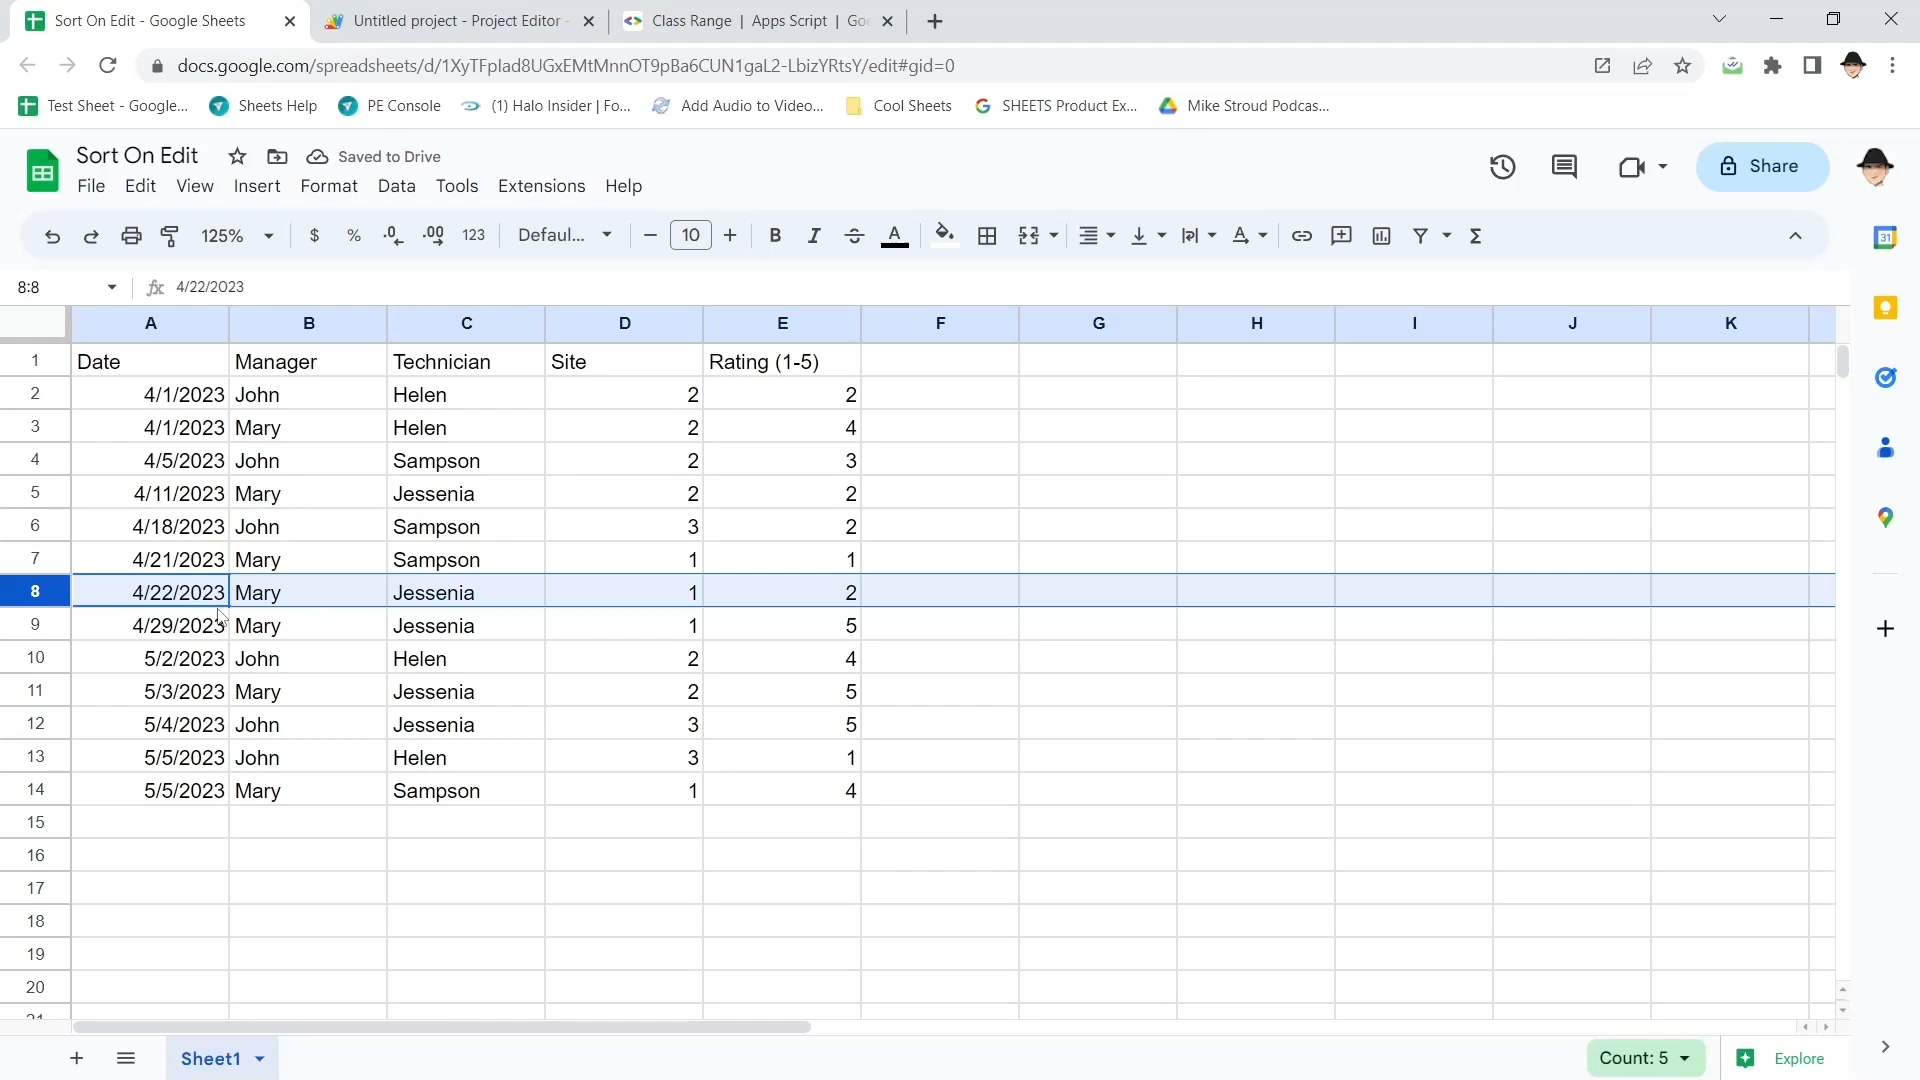 Sort On Edit - Google Sheets
Untitled project - Project Editor -
Class Range | Apps Script | Goo
docs.google.com/spreadsheets/d/1XyTFplad8UGxEMtMnnOT9pBa6CUN1gaL2-LbizYRtsY/edit#gid=0
Test Sheet - Google... Sheets Help PE Console (1) Halo Insider | Fo... Add Audio to Video... Cool Sheets SHEETS Product Ex... Mike Stroud Podcas...
Sort On Edit Saved to Drive
File Edit View Insert Format Data Tools Extensions Help
Share
125% $ % .0 .00 123 Defaul... 10 B I A
31
8:8 fx 4/22/2023
A B C D E F G H I J K
1 Date Manager Technician Site Rating (1-5)
2 4/1/2023 John Helen 2 2
3 4/1/2023 Mary Helen 2 4
4 4/5/2023 John Sampson 2 3
5 4/11/2023 Mary Jessenia 2 2
6 4/18/2023 John Sampson 3 2
7 4/21/2023 Mary Sampson 1 1
8 4/22/2023 Mary Jessenia 1 2
9 4/29/2023 Mary Jessenia 1 5
10 5/2/2023 John Helen 2 4
11 5/3/2023 Mary Jessenia 2 5
12 5/4/2023 John Jessenia 3 5
13 5/5/2023 John Helen 3 1
14 5/5/2023 Mary Sampson 1 4
15
16
17
18
19
20
21
Sheet1 Count: 5 Explore